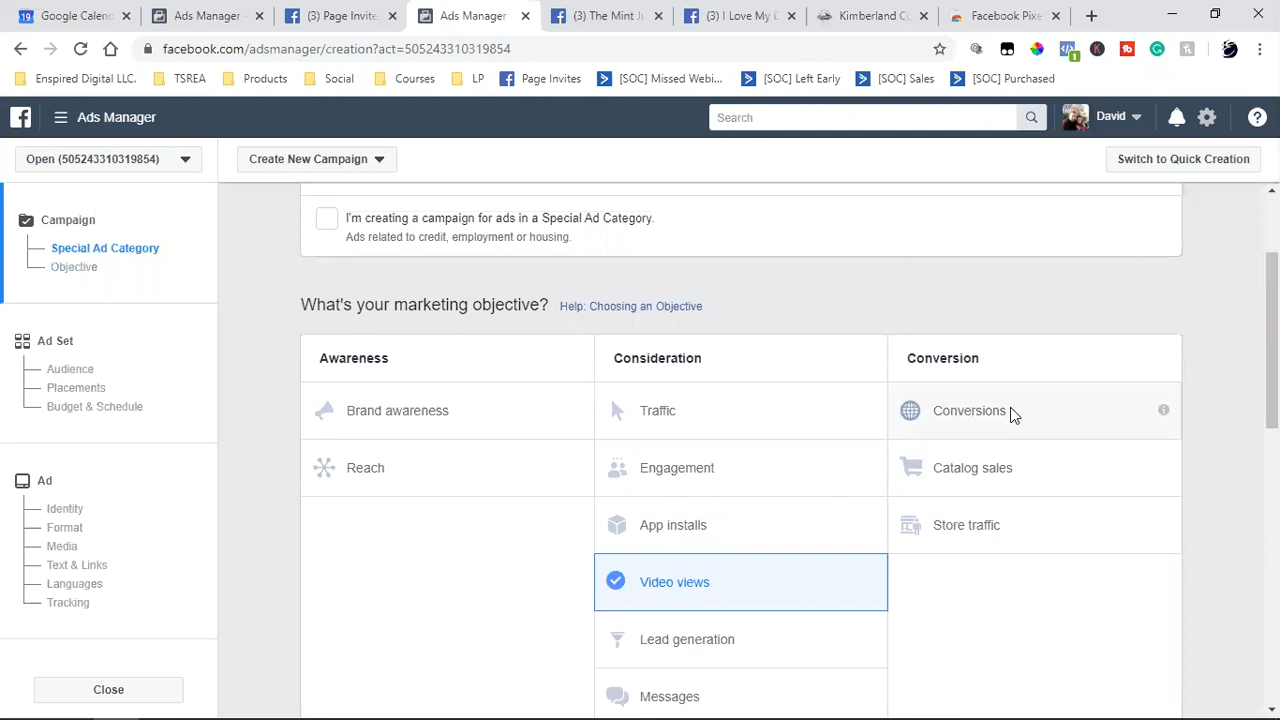 19 Google Calend
Ads Manager -
(3) Page Invite
Ads Manager
(3) The Mint Ju
(3) I Love My D
Kimberland Co
Facebook Pixe
facebook.com/adsmanager/creation?act=505243310319854
1
Enspired Digital LLC.
TSREA
Products
Social
Courses
LP
Page Invites
[SOC] Missed Webi...
[SOC] Left Early
[SOC] Sales
[SOC] Purchased
Ads Manager
Search
David
Open (505243310319854)
Create New Campaign
Switch to Quick Creation
Campaign
Special Ad Category
Objective
Ad Set
Audience
Placements
Budget & Schedule
Ad
Identity
Format
Media
Text & Links
Languages
Tracking
Close
I'm creating a campaign for ads in a Special Ad Category.
Ads related to credit, employment or housing.
What's your marketing objective? Help: Choosing an Objective
Awareness
Consideration
Conversion
Brand awareness
Traffic
Conversions
Reach
Engagement
Catalog sales
App installs
Store traffic
Video views
Lead generation
Messages